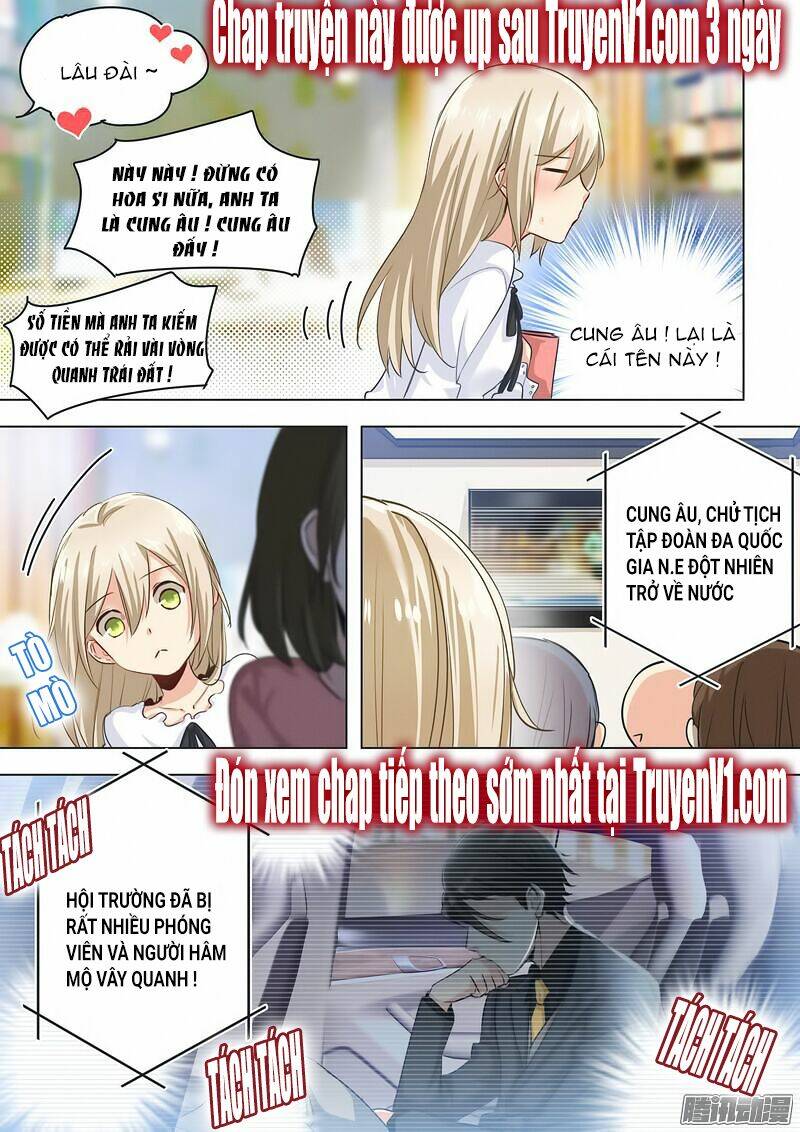 Chap truyện này được up sau TruyenV1.com 3 ngày
LÂU ĐÀI ~
NÀY NÀY ! ĐỪNG CÓ
HOA SI NỮA, ANH TA
LÀ CUNG ÂU ! CUNG ÂU
ĐẤY !
SỐ TIỀN MÀ ANH TA KIẾM
ĐƯỢC CÓ THỂ RẢI VÀI VÒNG
QUANH TRÁI ĐẤT !
CUNG ÂU ! LẠI LÀ
CÁI TÊN NÀY !
TÒ
MÒ
CUNG ÂU, CHỦ TỊCH
TẬP ĐOÀN ĐA QUỐC
GIA N.E ĐỘT NHIÊN
TRỞ VỀ NƯỚC
Đón xem chap tiếp theo sớm nhất tại TruyenV1.com
TÁCH TÁCH
HỘI TRƯỜNG ĐÃ BỊ
RẤT NHIỀU PHÓNG
VIÊN VÀ NGƯỜI HÂM
MỘ VÂY QUANH !
TÁCH TÁCH
TÁCH TÁCH
腾讯动漫